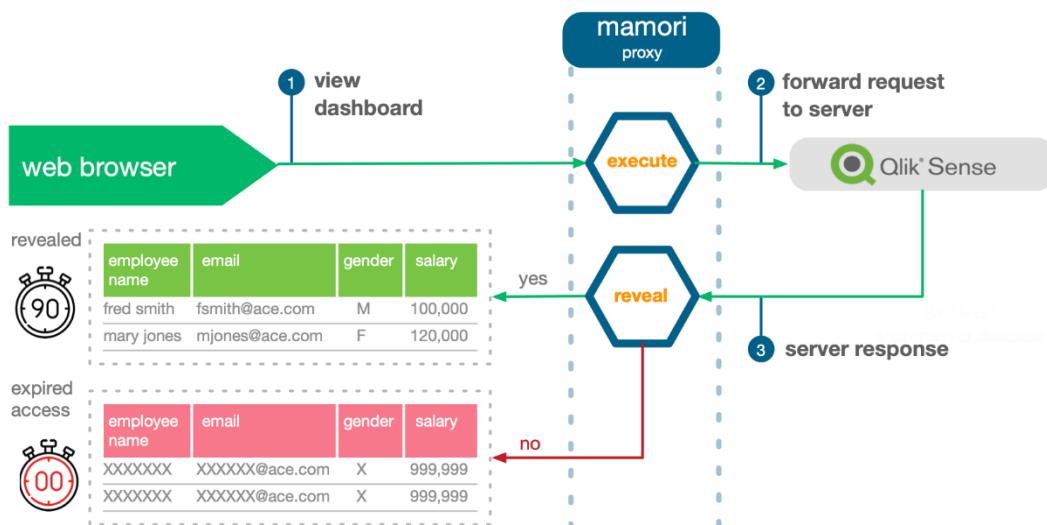 mamori
proxy
1 view
dashboard
2 forward request
to server
web browser
execute
Qlik® Sense
revealed
90
employee email gender salary
name
fred smith fsmith@ace.com M 100,000
mary jones mjones@ace.com F 120,000
yes
reveal
3 server response
expired
access
00
employee email gender salary
name
XXXXXXX XXXXXX@ace.com X 999,999
XXXXXXX XXXXXX@ace.com X 999,999
no